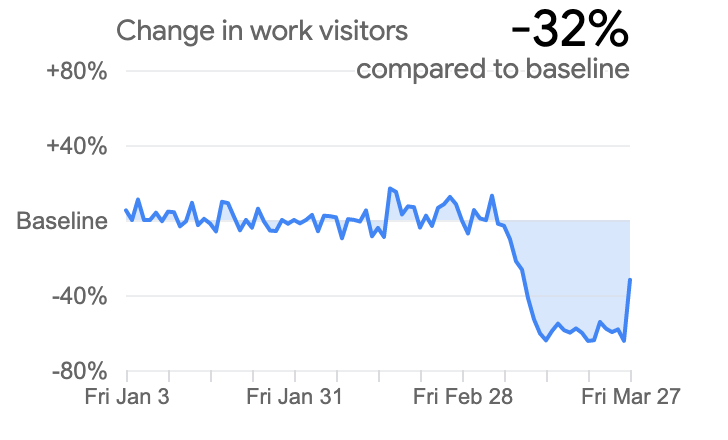 Change in work visitors
-32%
compared to baseline
+80%
+40%
Baseline
-40%
-80%
Fri Jan 3
Fri Jan 31
Fri Feb 28
Fri Mar 27